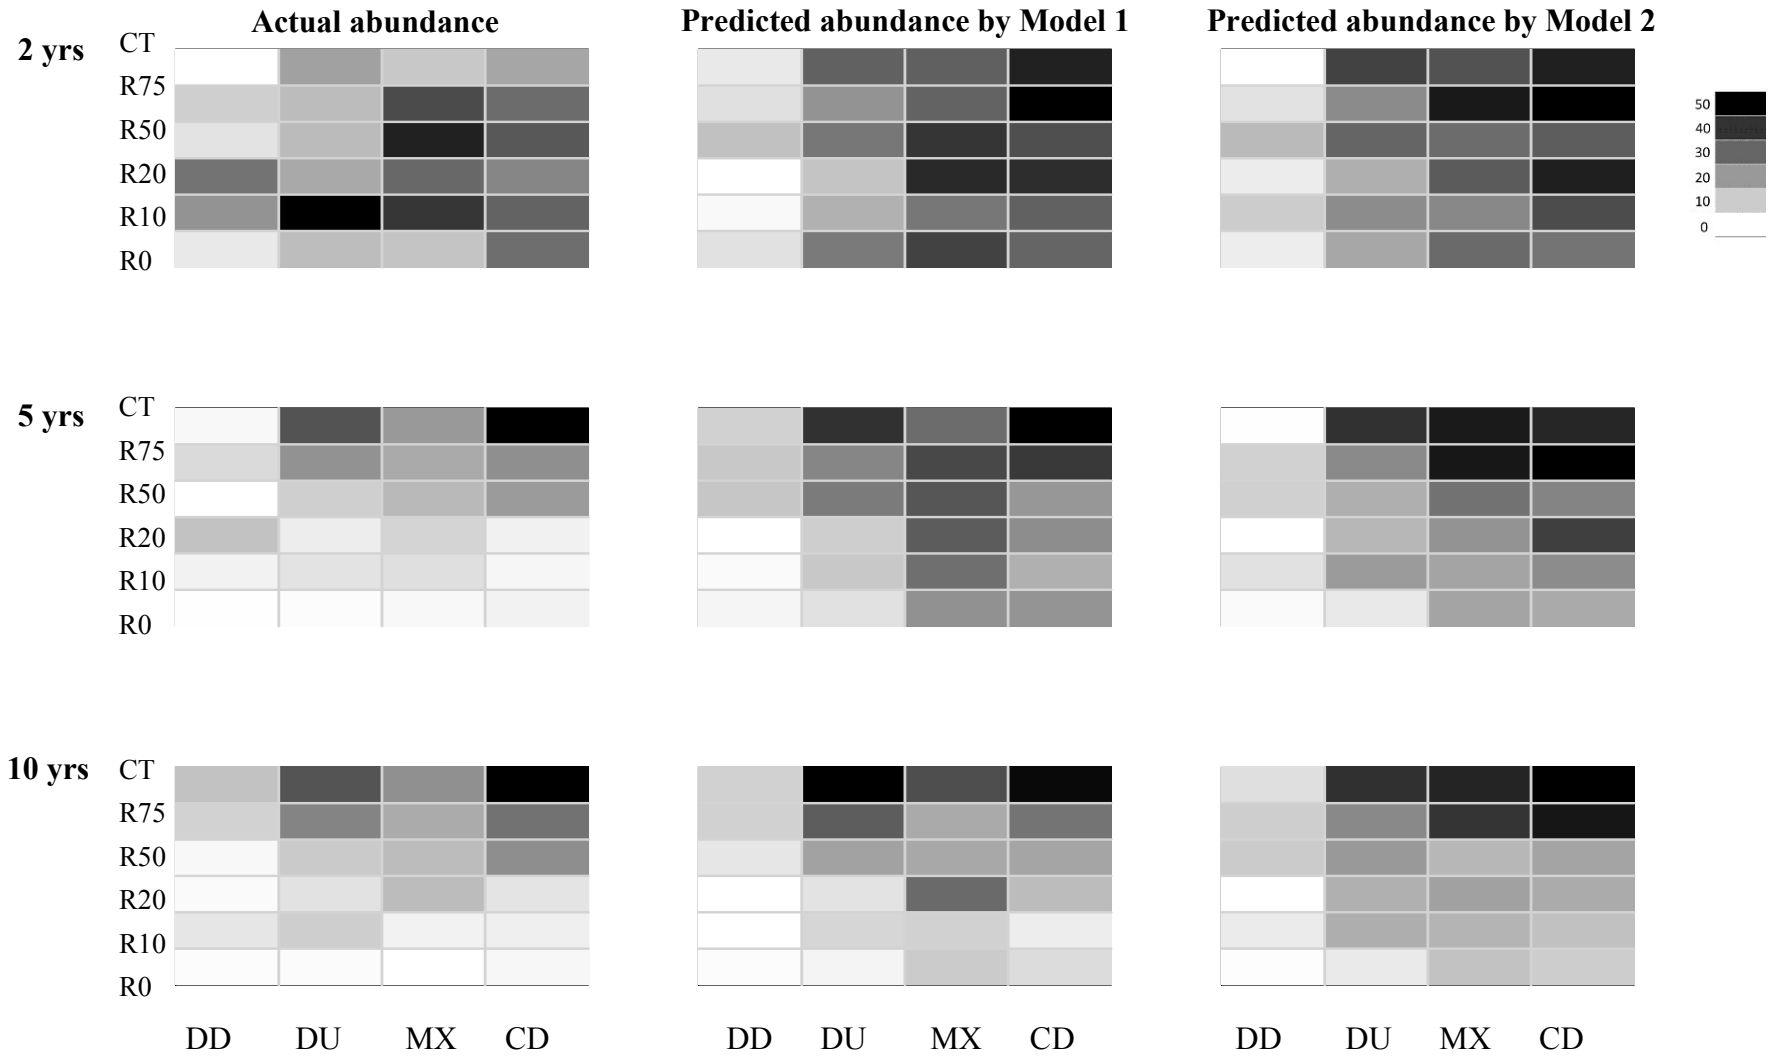 Actual abundance
Predicted abundance by Model 1
Predicted abundance by Model 2
2 yrs
CT
R75
R50
R20
R10
R0
50
40
30
20
10
0
5 yrs
CT
R75
R50
R20
R10
R0
10 yrs
CT
R75
R50
R20
R10
R0
DD DU MX CD DD DU MX CD DD DU MX CD